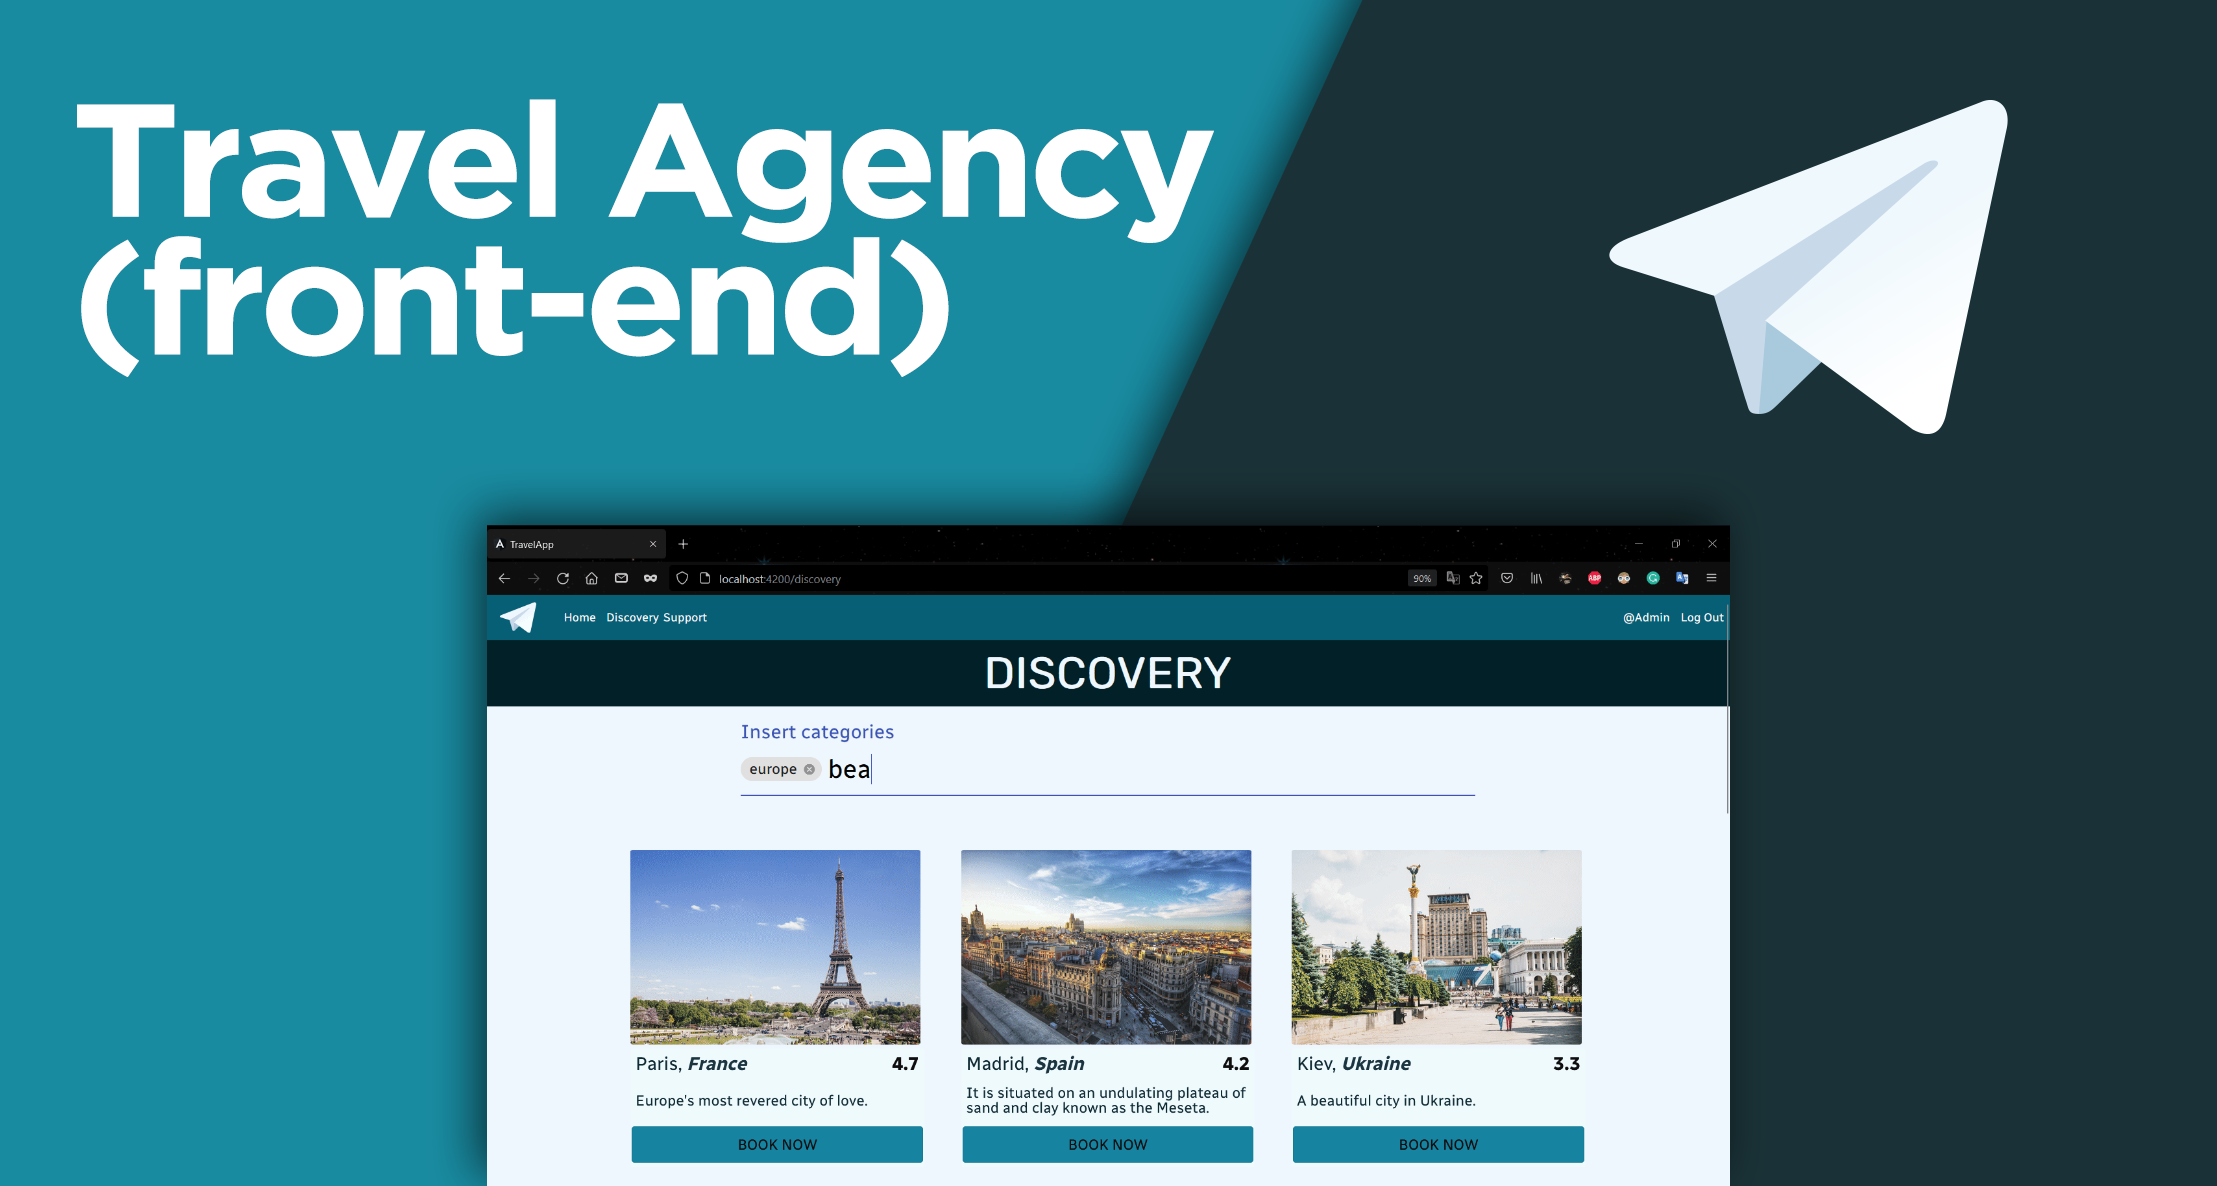 Travel Agency
(front-end)
TravelApp
localhost:4200/discovery
90%
ABP
Home Discovery Support
@Admin Log Out
DISCOVERY
Insert categories
europe bea
Paris, France 4.7
Europe's most revered city of love.
BOOK NOW
Madrid, Spain 4.2
It is situated on an undulating plateau of
sand and clay known as the Meseta.
BOOK NOW
Kiev, Ukraine 3.3
A beautiful city in Ukraine.
BOOK NOW